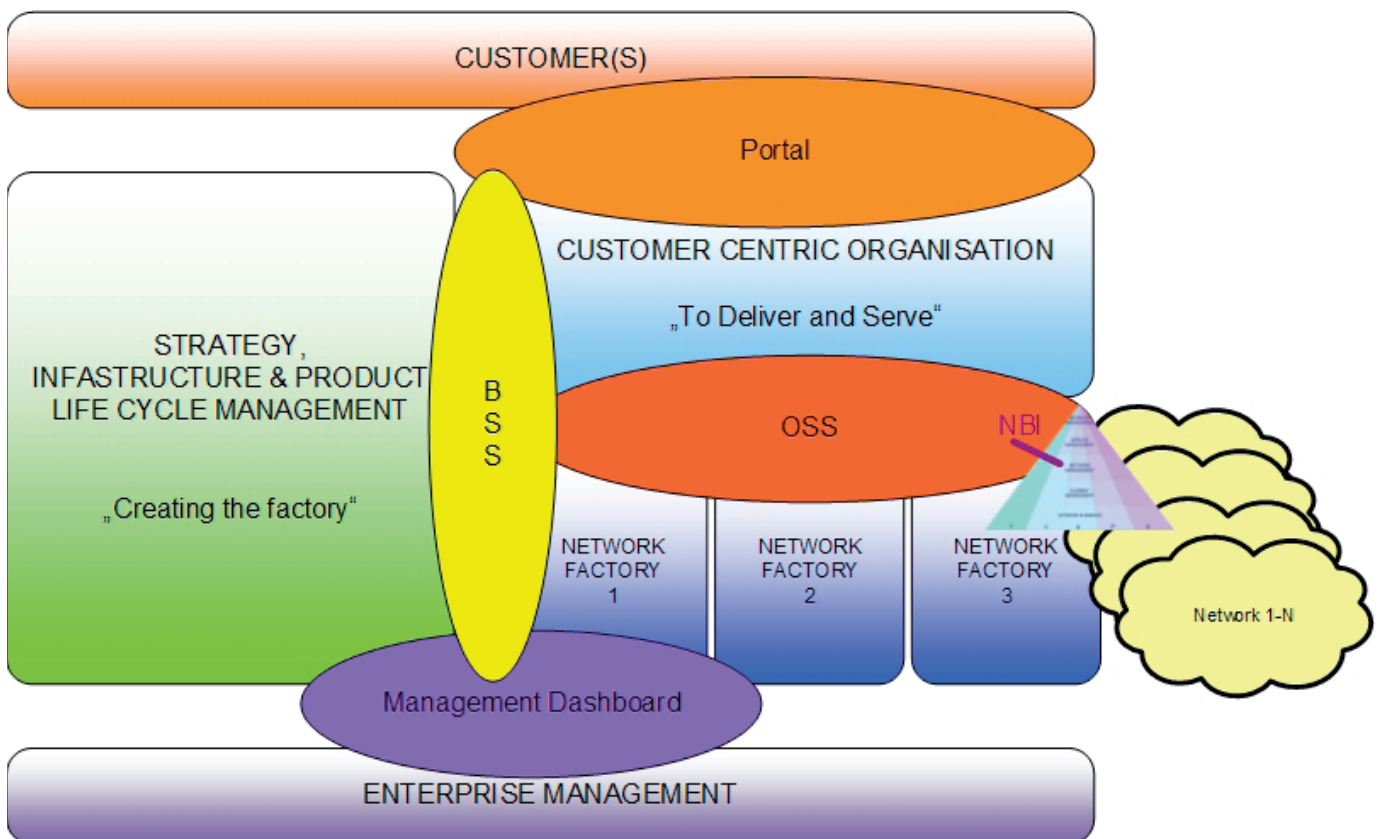 CUSTOMER(S)
Portal
CUSTOMER CENTRIC ORGANISATION
„To Deliver and Serve“
STRATEGY,
INFASTRUCTURE & PRODUCT
LIFE CYCLE MANAGEMENT
„Creating the factory“
B
S
S
OSS
NBI
NETWORK
FACTORY
1
NETWORK
FACTORY
2
NETWORK
FACTORY
3
Network 1-N
Management Dashboard
ENTERPRISE MANAGEMENT